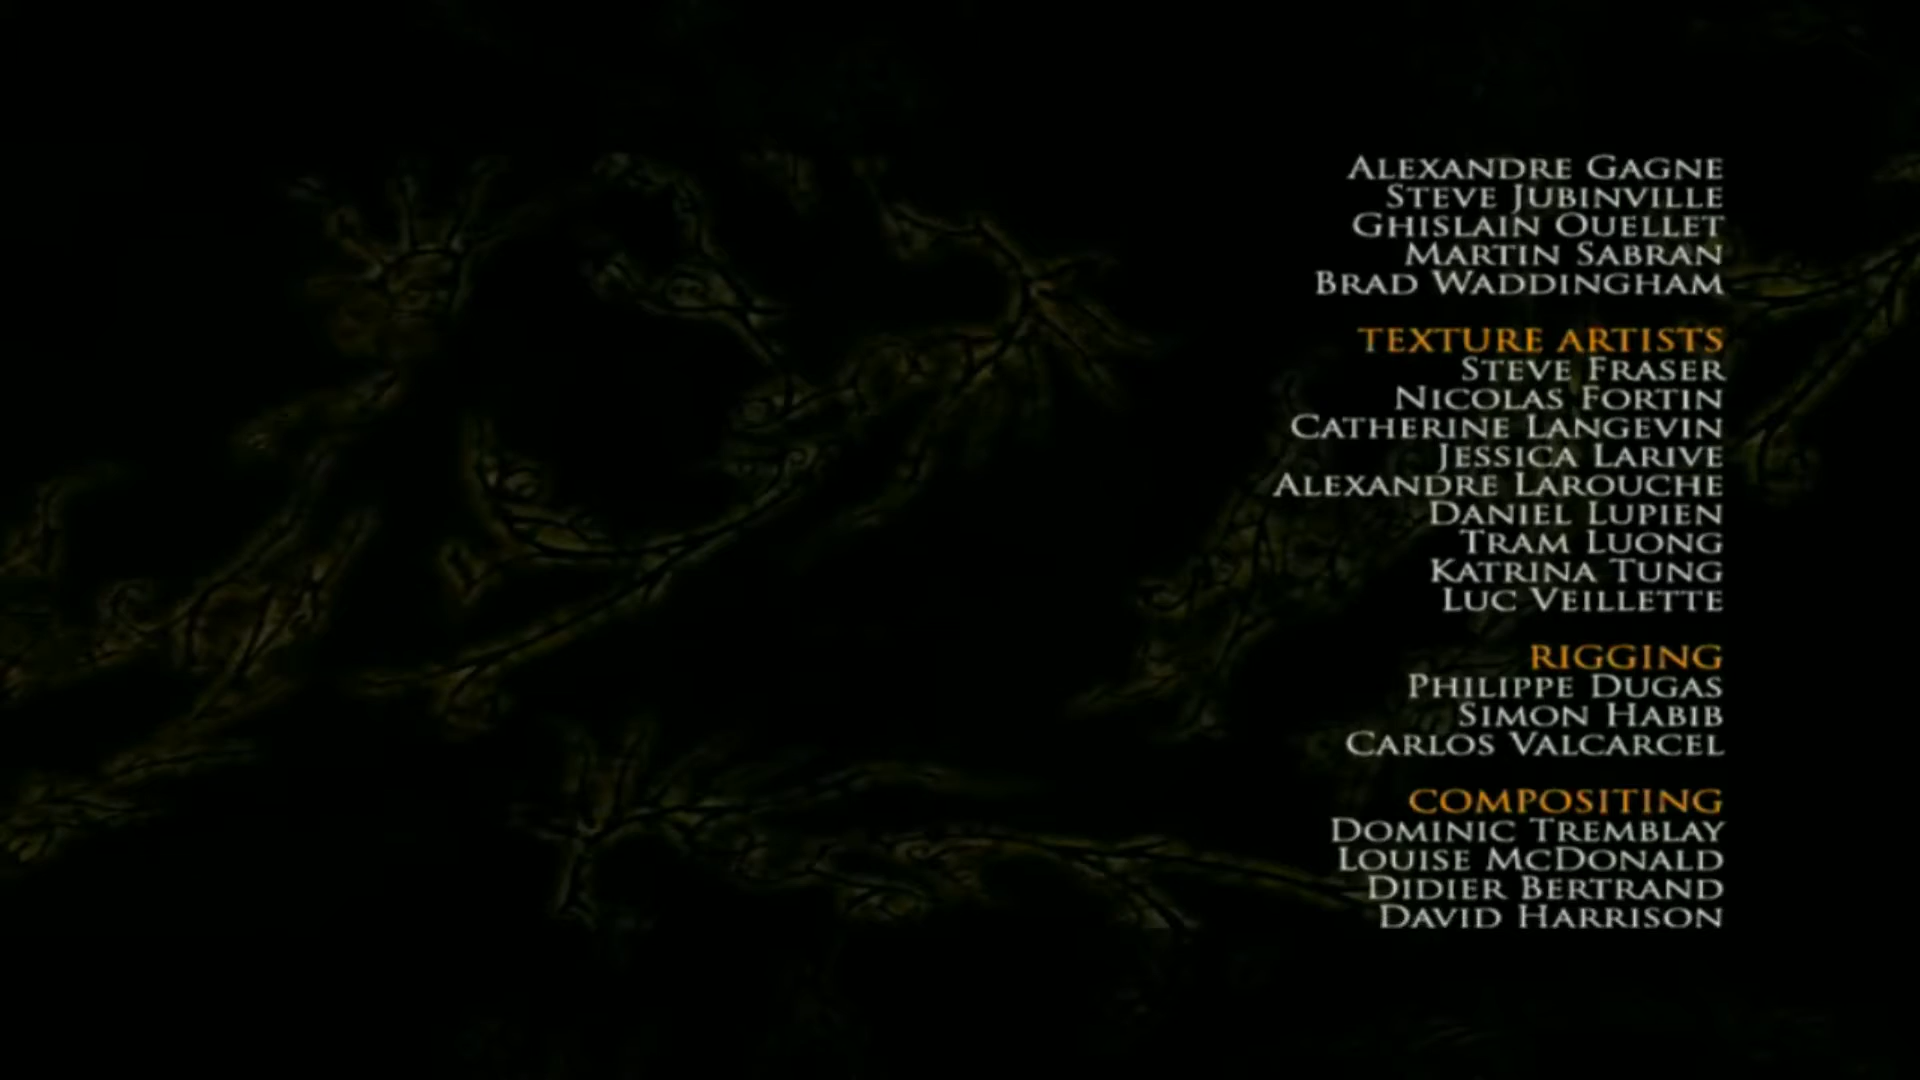 ALEXANDRE GAGNE
STEVE JUBINVILLE
GHISLAIN OUELLET
MARTIN SABRAN
BRAD WADDINGHAM
TEXTURE ARTISTS
STEVE FRASER
NICOLAS FORTIN
CATHERINE LANGEVIN
JESSICA LARIVE
ALEXANDRE LAROUCHE
DANIEL LUPIEN
TRAM LUONG
KATRINA TUNG
LUC VEILLETTE
RIGGING
PHILIPPE DUGAS
SIMON HABIB
CARLOS VALCARCEL
COMPOSITING
DOMINIC TREMBLAY
LOUISE MCDONALD
DIDIER BERTRAND
DAVID HARRISON